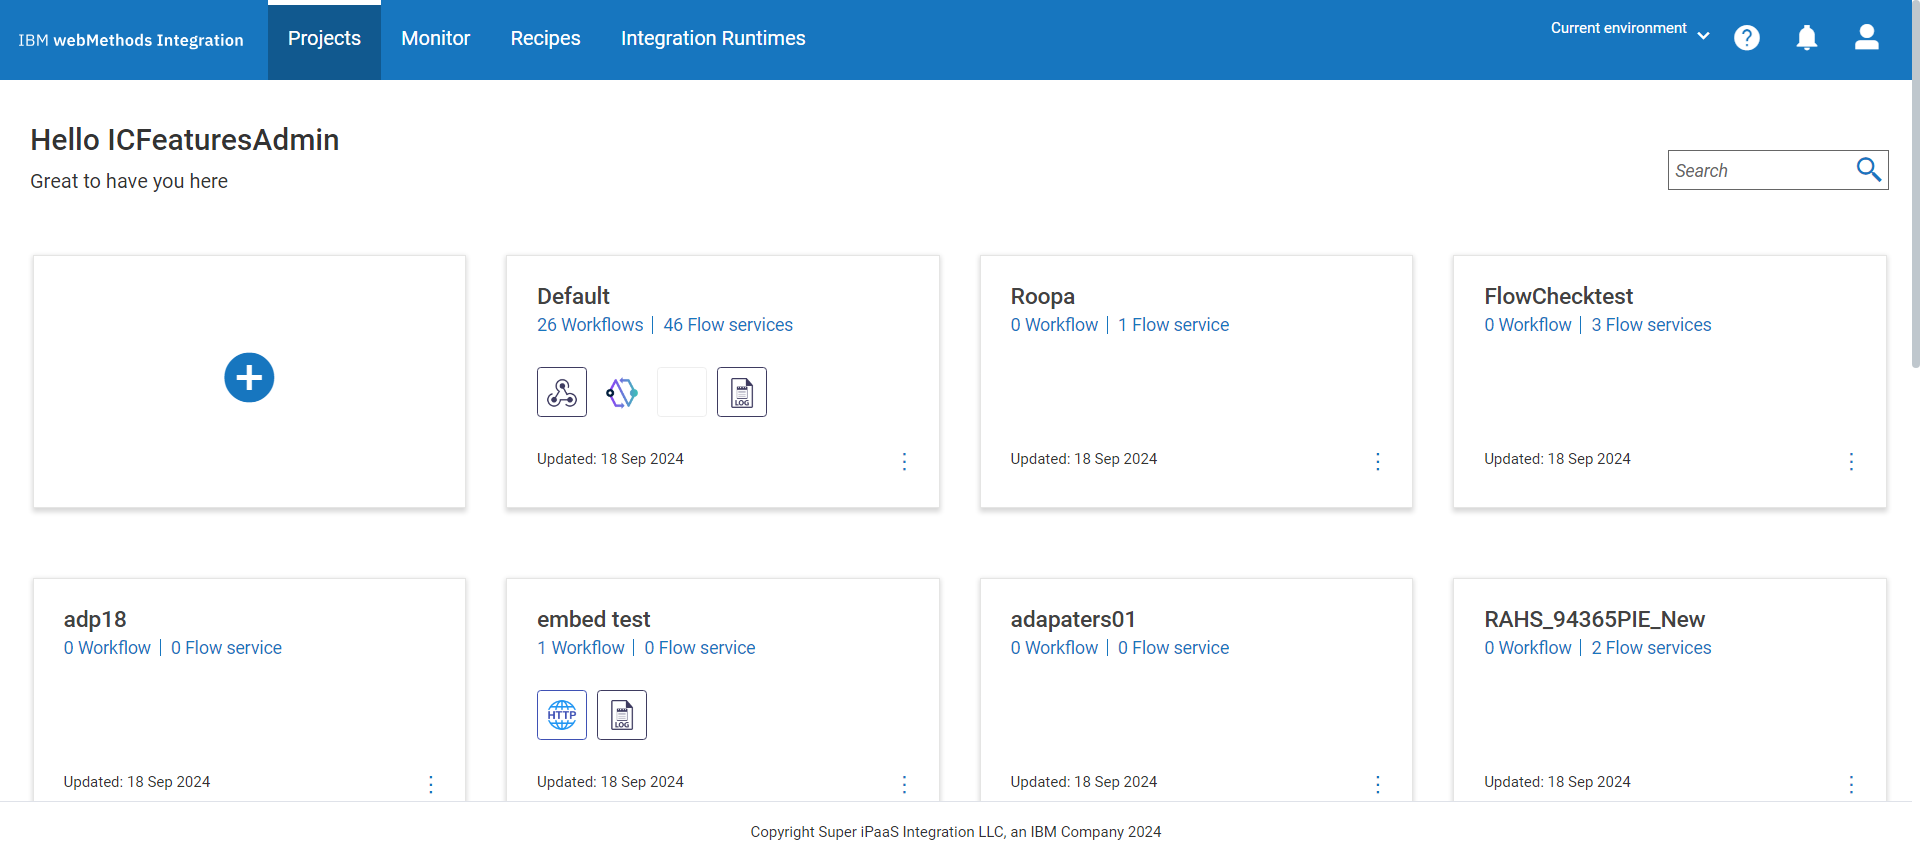 IBM webMethods Integration
Projects
Monitor
Recipes
Integration Runtimes
Current environment
Hello ICFeaturesAdmin
Great to have you here
Search
Default
26 Workflows | 46 Flow services
LOG
Updated: 18 Sep 2024
Roopa
0 Workflow | 1 Flow service
Updated: 18 Sep 2024
FlowChecktest
0 Workflow | 3 Flow services
Updated: 18 Sep 2024
adp18
0 Workflow | 0 Flow service
Updated: 18 Sep 2024
embed test
1 Workflow | 0 Flow service
HTTP
LOG
Updated: 18 Sep 2024
adapaters01
0 Workflow | 0 Flow service
Updated: 18 Sep 2024
RAHS_94365PIE_New
0 Workflow | 2 Flow services
Updated: 18 Sep 2024
Copyright Super iPaaS Integration LLC, an IBM Company 2024